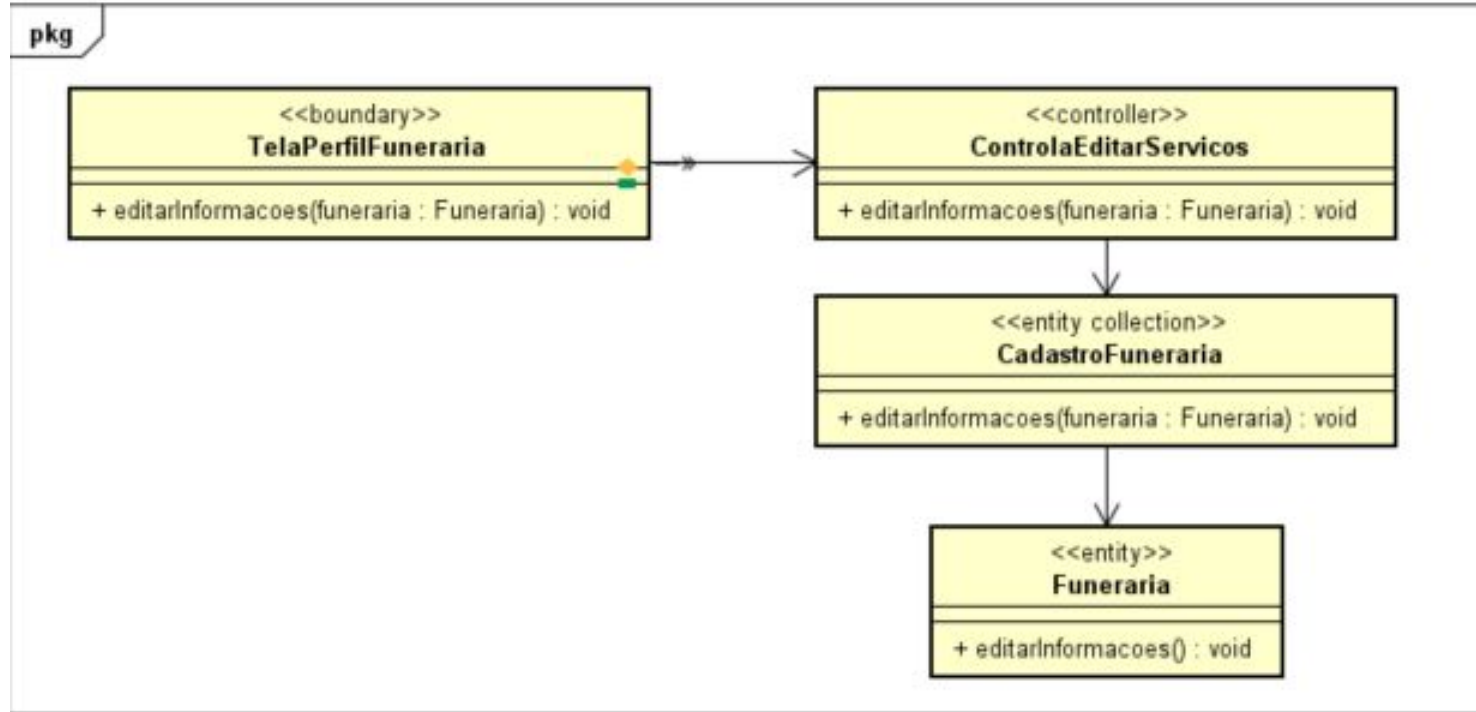 pkg
<<boundary>>
TelaPerfilFuneraria
+ editarInformacoes(funeraria : Funeraria) : void
<<controller>>
ControlaEditarServicos
+ editarInformacoes(funeraria : Funeraria) : void
<<entity collection>>
CadastroFuneraria
+ editarInformacoes(funeraria : Funeraria) : void
<<entity>>
Funeraria
+ editarInformacoes() : void